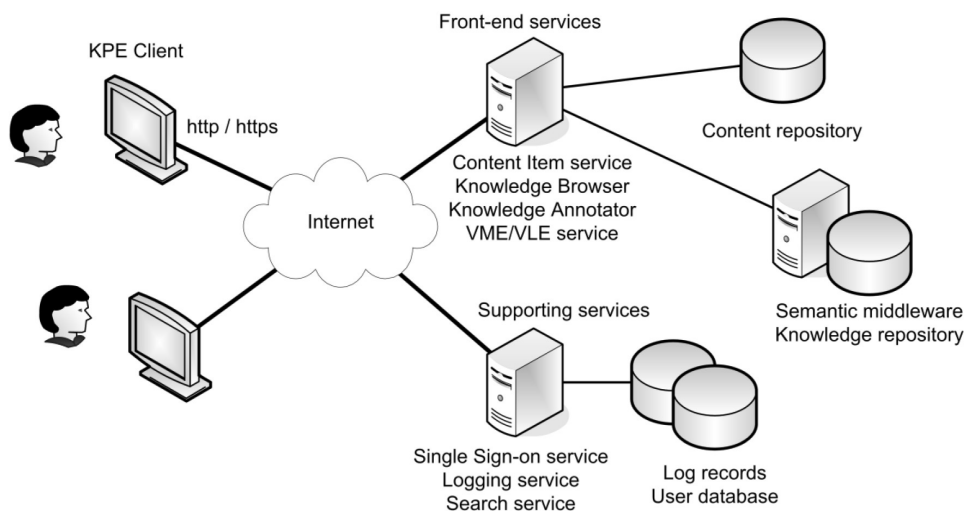 Front-end services
KPE Client
http / https
Content repository
Content Item service
Knowledge Browser
Knowledge Annotator
VME/VLE service
Internet
Semantic middleware
Knowledge repository
Supporting services
Single Sign-on service
Logging service
Search service
Log records
User database